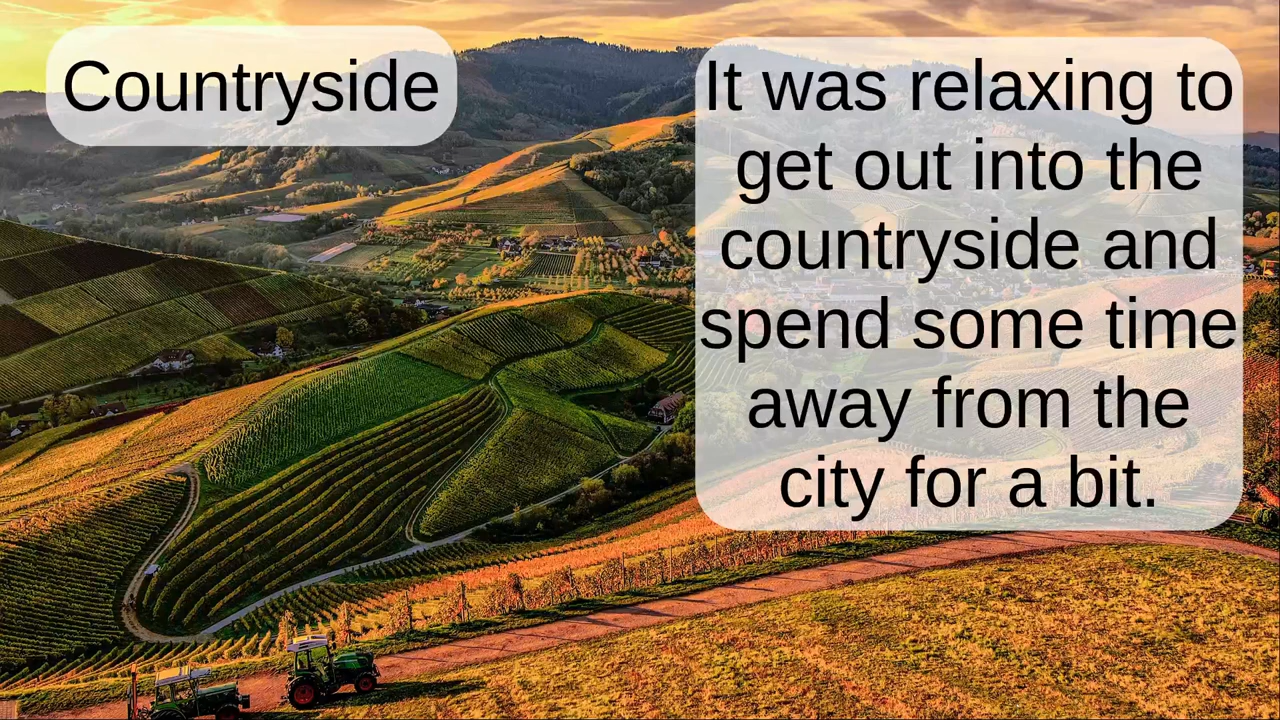 Countryside
It was relaxing to
get out into the
countryside and
spend some time
away from the
city for a bit.